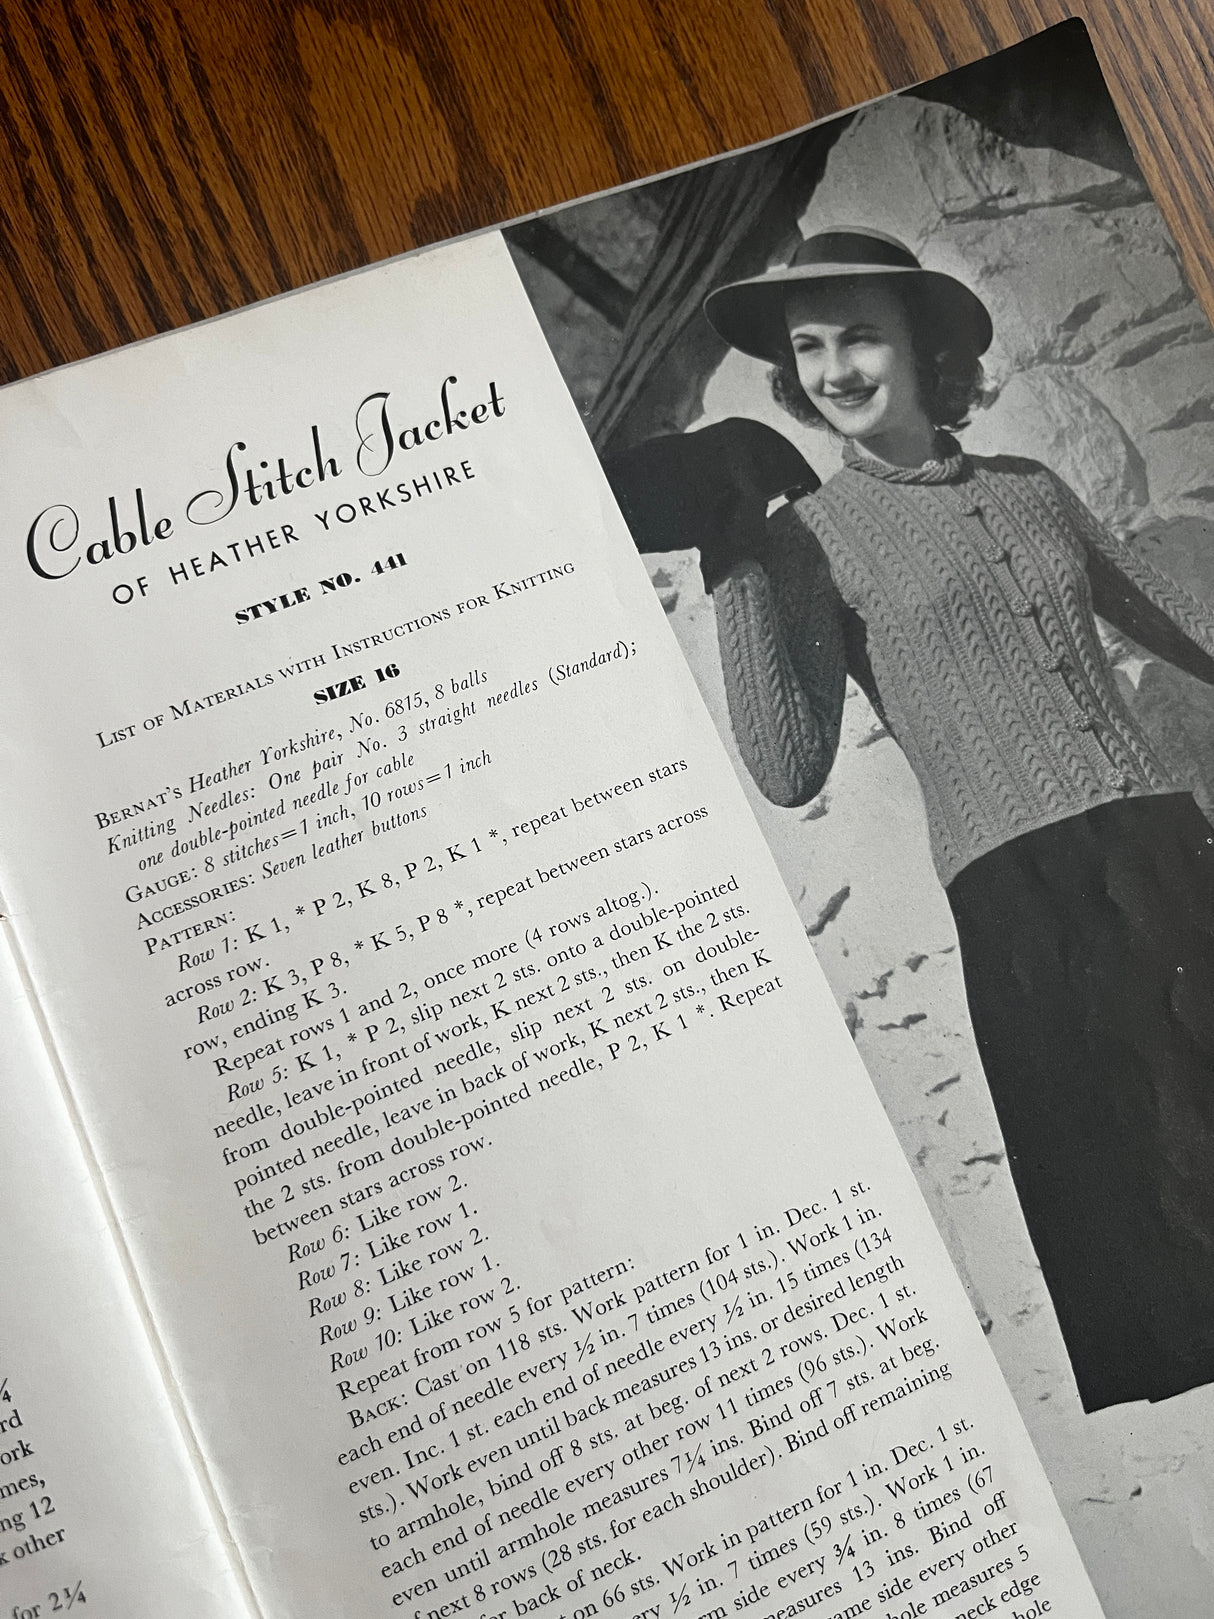 Cable Stitch Jacket
OF HEATHER YORKSHIRE
STYLE NO. 441
LIST OF MATERIALS WITH INSTRUCTIONS FOR KNITTING
SIZE 16
BERNAT'S Heather Yorkshire, No. 6815, 8 balls
Knitting Needles: One pair No. 3 straight needles (Standard);
one double-pointed needle for cable
GAUGE: 8 stitches=1 inch, 10 rows=1 inch
ACCESSORIES: Seven leather buttons
PATTERN:
Row 1: K 1, * P 2, K 8, P 2, K 1 *, repeat between stars
across row.
Row 2: K 3, P 8, * K 5, P 8 *, repeat between stars across
row, ending K 3.
Repeat rows 1 and 2, once more (4 rows altog.).
Row 5: K 1, * P 2, slip next 2 sts. onto a double-pointed
needle, leave in front of work, K next 2 sts., then K the 2 sts.
from double-pointed needle, slip next 2 sts. on double-
pointed needle, leave in back of work, K next 2 sts., then K
the 2 sts. from double-pointed needle, P 2, K 1 *. Repeat
between stars across row.
Row 6: Like row 2.
Row 7: Like row 1.
Row 8: Like row 2.
Row 9: Like row 1.
Row 10: Like row 2.
Repeat from row 5 for pattern:
BACK: Cast on 118 sts. Work pattern for 1 in. Dec. 1 st.
each end of needle every ½ in. 7 times (104 sts.). Work 1 in.
even. Inc. 1 st. each end of needle every ½ in. 15 times (134
sts.). Work even until back measures 13 ins. or desired length
to armhole, bind off 8 sts. at beg. of next 2 rows. Dec. 1 st.
each end of needle every other row 11 times (96 sts.). Work
even until armhole measures 7¼ ins. Bind off 7 sts. at beg.
next 8 rows (28 sts. for each shoulder). Bind off remaining
for back of neck.
on 66 sts. Work in pattern for 1 in. Dec. 1 st.
½ in. 7 times (59 sts.). Work 1 in.
side every ¾ in. 8 times (67
measures 13 ins. Bind off
same side every other
measures 5
neck edge
ork
ng 12
other
for 2¼